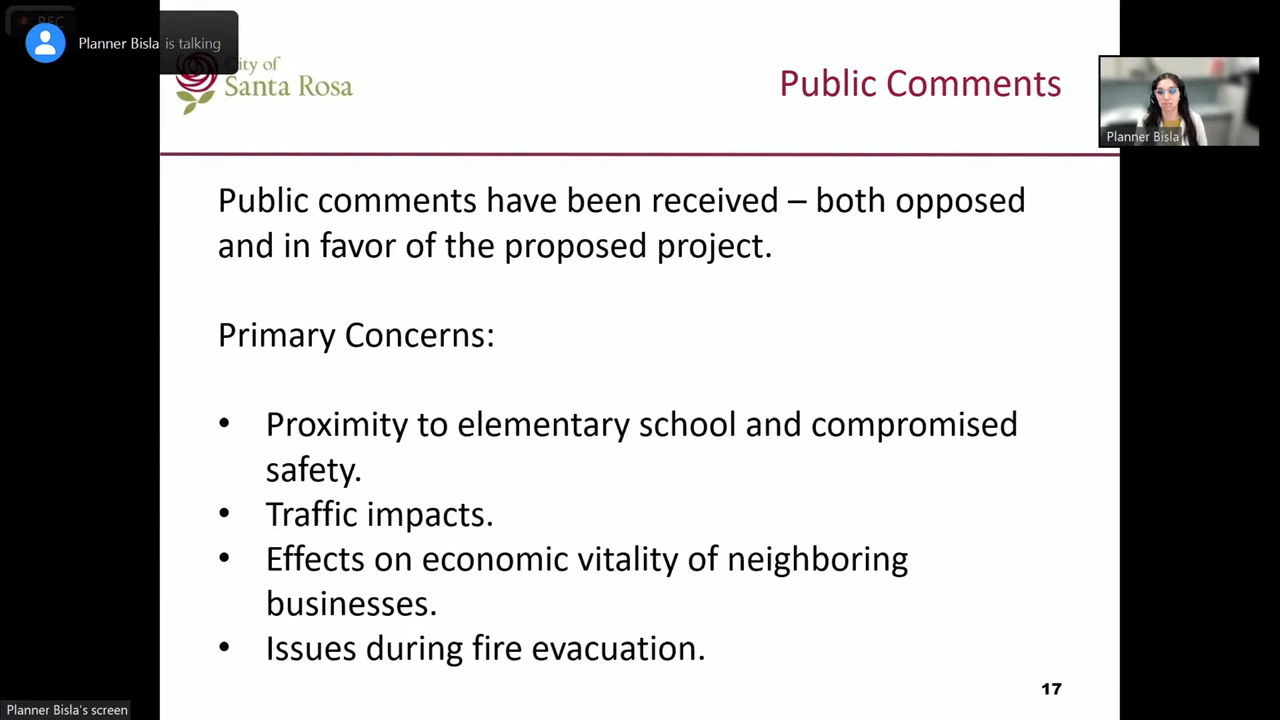 REC
Planner Bisla is talking
City of
Santa Rosa
Public Comments
Planner Bisla
Public comments have been received – both opposed
and in favor of the proposed project.
Primary Concerns:
• Proximity to elementary school and compromised
safety.
• Traffic impacts.
• Effects on economic vitality of neighboring
businesses.
• Issues during fire evacuation.
17
Planner Bisla's screen